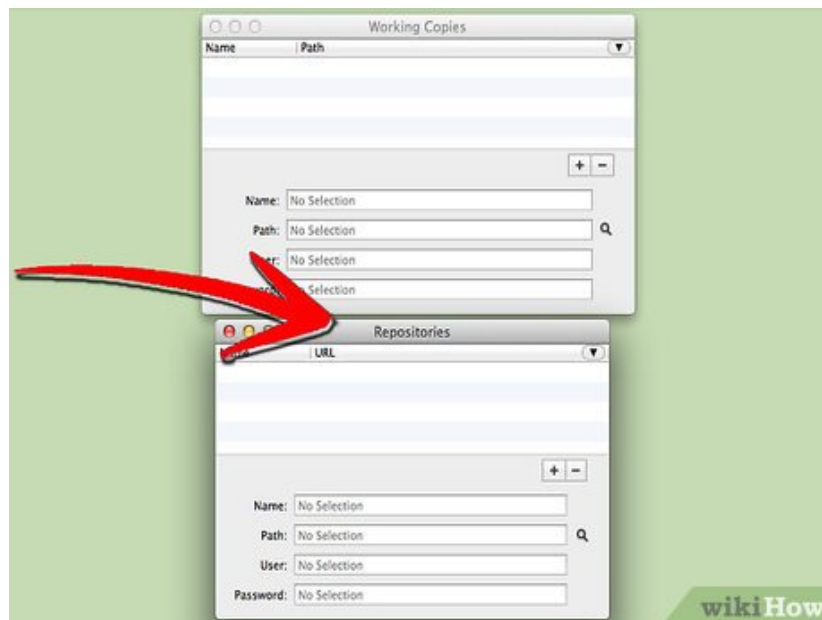 Working Copies
Name Path
Name: No Selection
Path: No Selection
No Selection
Selection
Repositories
URL
Name: No Selection
Path: No Selection
User: No Selection
Password: No Selection
wikiHow